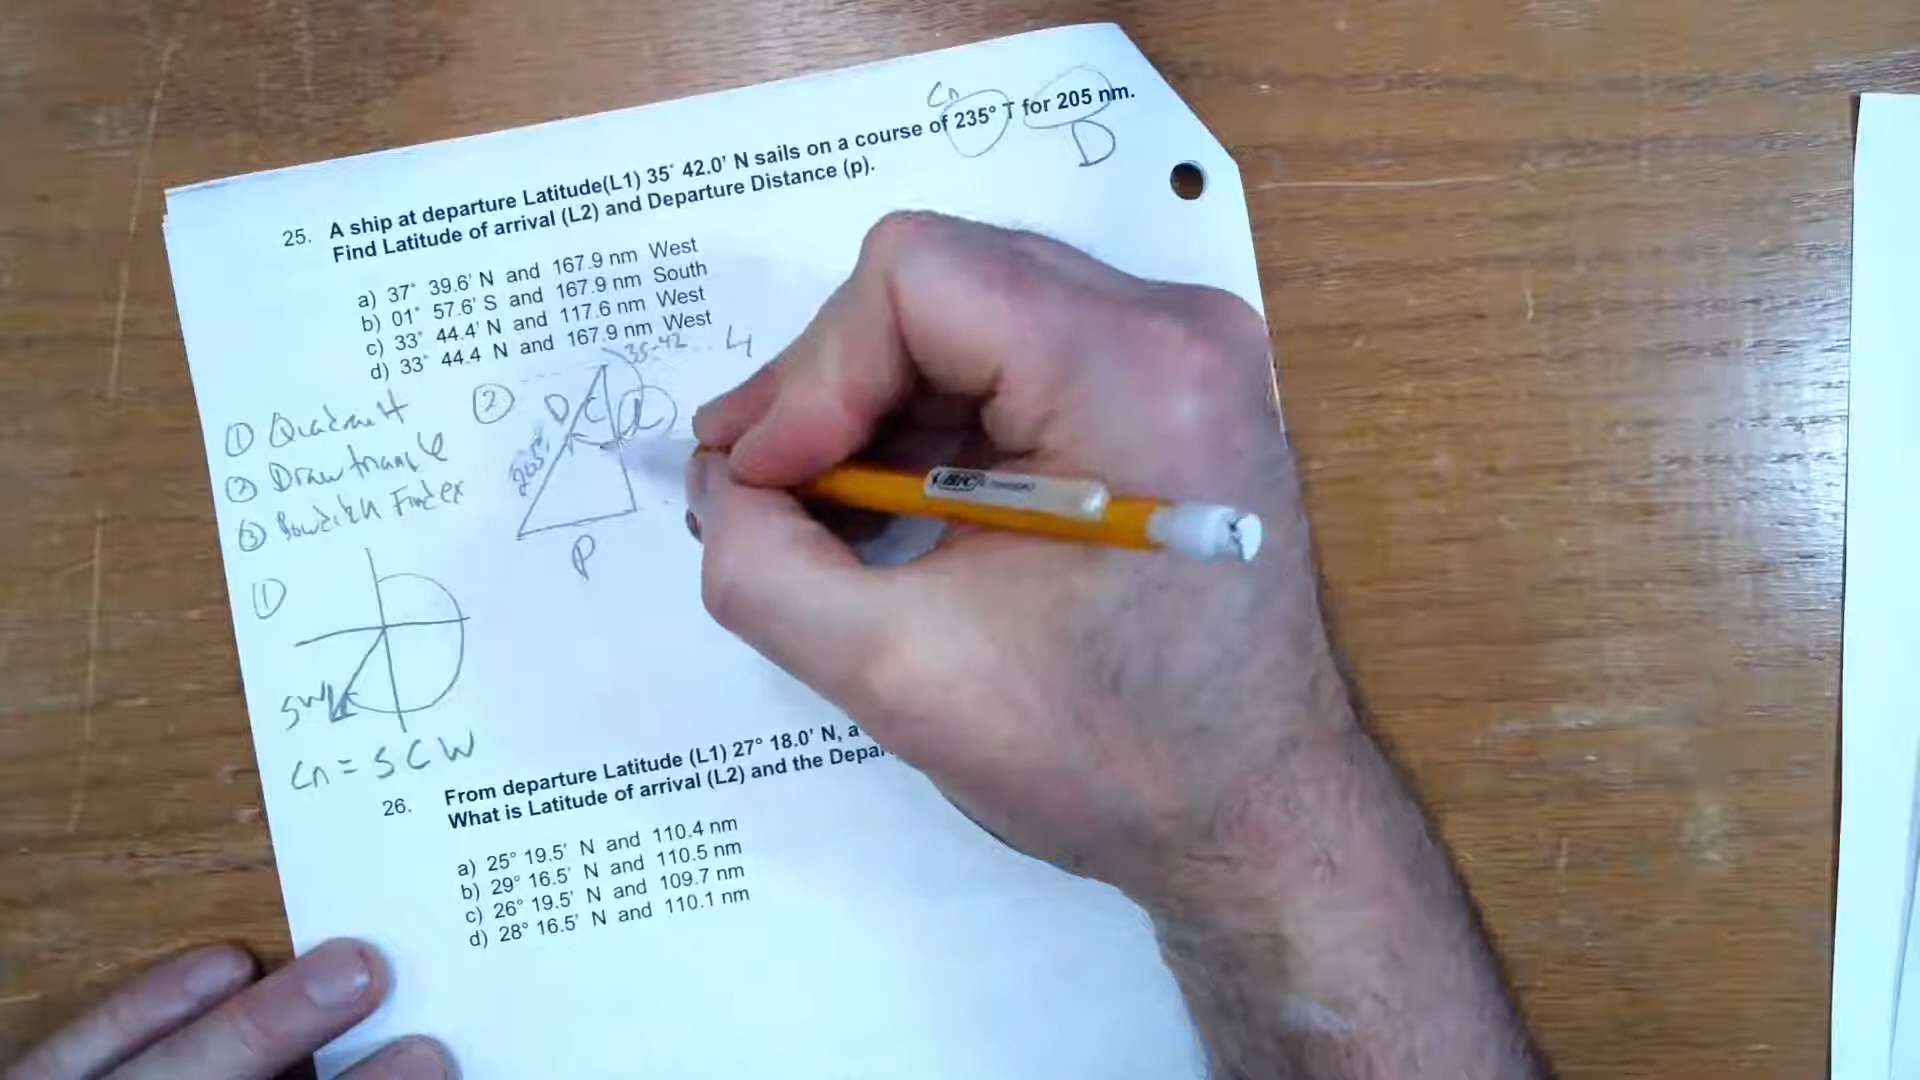 Cn
25. A ship at departure Latitude(L1) 35° 42.0' N sails on a course of 235° T for 205 nm.
Find Latitude of arrival (L2) and Departure Distance (p).
D
a) 37° 39.6' N and 167.9 nm West
b) 01° 57.6' S and 167.9 nm South
c) 33° 44.4' N and 117.6 nm West
d) 33° 44.4 N and 167.9 nm West
35-42 L1
① Quadrant
② Draw triangle
③ Bowditch Index
②
D C l
205
P
①
SW
Cn = S C W
26. From departure Latitude (L1) 27° 18.0' N, a
What is Latitude of arrival (L2) and the Depar
a) 25° 19.5' N and 110.4 nm
b) 29° 16.5' N and 110.5 nm
c) 26° 19.5' N and 109.7 nm
d) 28° 16.5' N and 110.1 nm
BIC